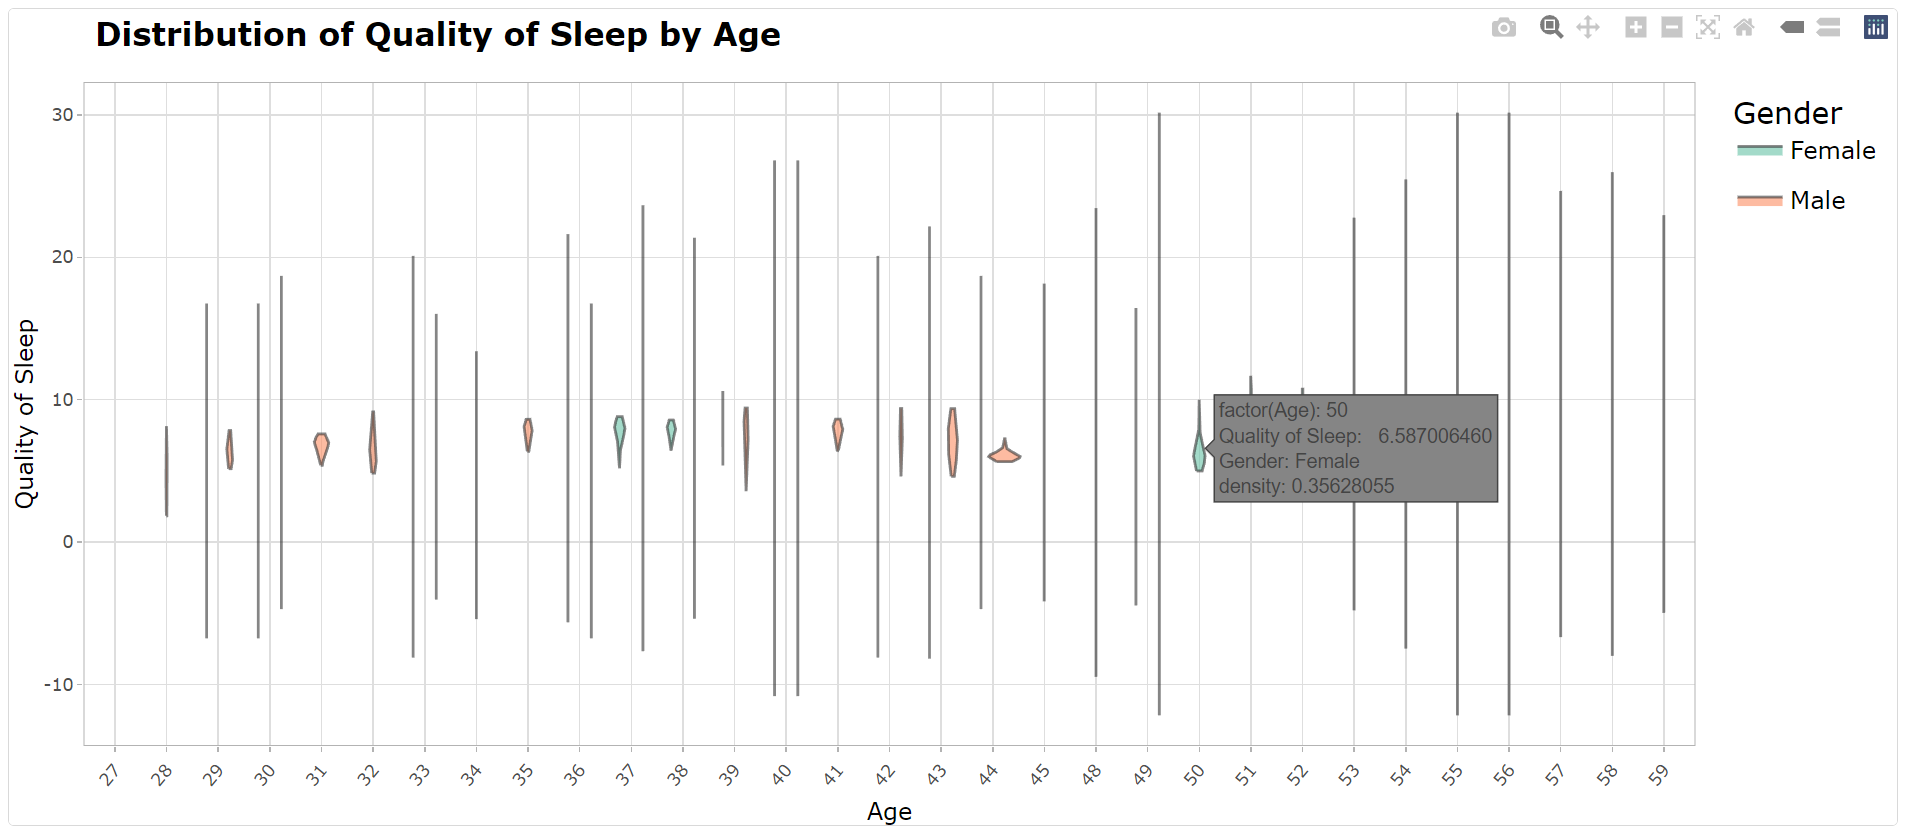 Distribution of Quality of Sleep by Age
Gender
Female
Male
30
20
10
0
-10
Quality of Sleep
factor(Age): 50
Quality of Sleep: 6.587006460
Gender: Female
density: 0.35628055
27 28 29 30 31 32 33 34 35 36 37 38 39 40 41 42 43 44 45 48 49 50 51 52 53 54 55 56 57 58 59
Age